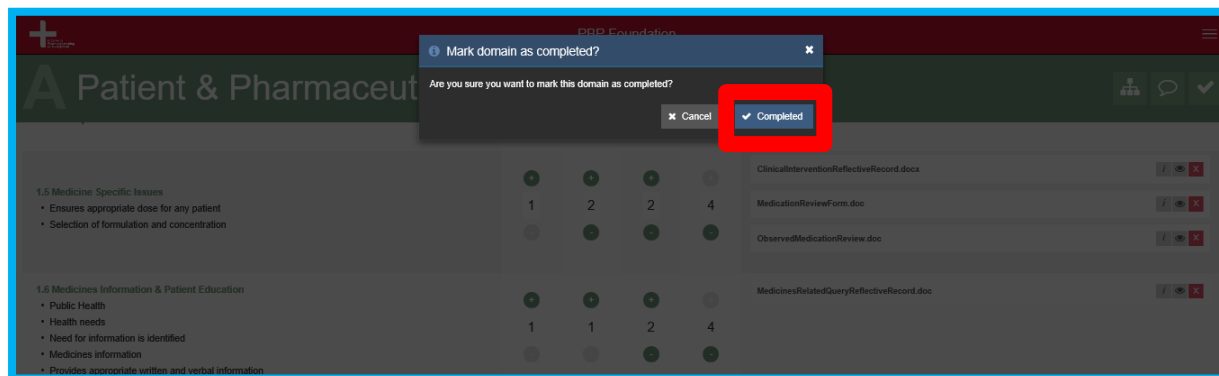 PBP Foundation
Mark domain as completed?
Are you sure you want to mark this domain as completed?
Cancel
Completed
A Patient & Pharmaceut
1.5 Medicine Specific Issues
• Ensures appropriate dose for any patient
• Selection of formulation and concentration
1 2 2 4
ClinicalInterventionReflectiveRecord.docx
MedicationReviewForm.doc
ObservedMedicationReview.doc
1.6 Medicines Information & Patient Education
• Public Health
• Health needs
• Need for information is identified
• Medicines information
• Provides appropriate written and verbal information
1 1 2 4
MedicinesRelatedQueryReflectiveRecord.doc